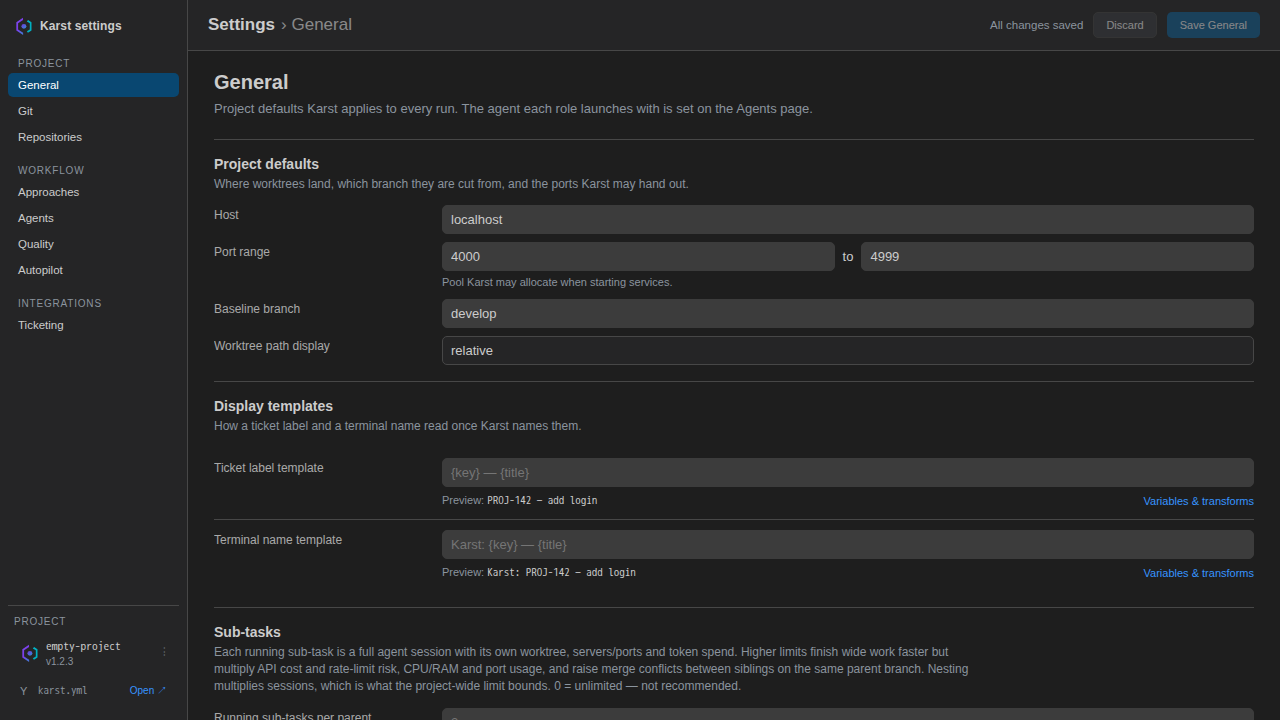 Karst settings
PROJECT
General
Git
Repositories
WORKFLOW
Approaches
Agents
Quality
Autopilot
INTEGRATIONS
Ticketing
PROJECT
empty-project
v1.2.3
Y karst.yml Open ↗
Settings › General
All changes saved Discard Save General
General
Project defaults Karst applies to every run. The agent each role launches with is set on the Agents page.
Project defaults
Where worktrees land, which branch they are cut from, and the ports Karst may hand out.
Host localhost
Port range 4000 to 4999
Pool Karst may allocate when starting services.
Baseline branch develop
Worktree path display relative
Display templates
How a ticket label and a terminal name read once Karst names them.
Ticket label template {key} — {title}
Preview: PROJ-142 — add login Variables & transforms
Terminal name template Karst: {key} — {title}
Preview: Karst: PROJ-142 — add login Variables & transforms
Sub-tasks
Each running sub-task is a full agent session with its own worktree, servers/ports and token spend. Higher limits finish wide work faster but
multiply API cost and rate-limit risk, CPU/RAM and port usage, and raise merge conflicts between siblings on the same parent branch. Nesting
multiplies sessions, which is what the project-wide limit bounds. 0 = unlimited — not recommended.
Running sub-tasks per parent